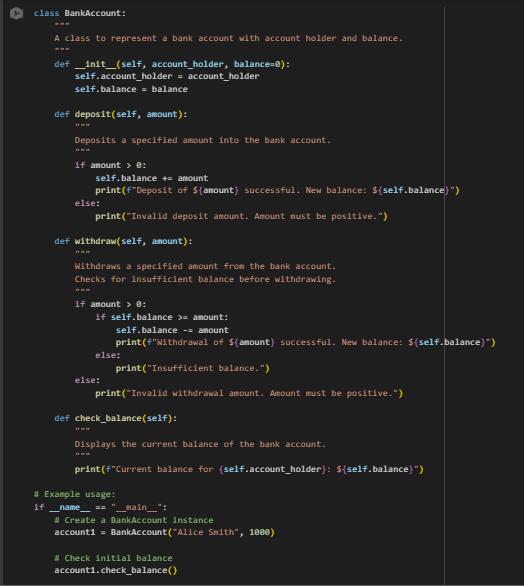 class BankAccount:
    """
    A class to represent a bank account with account holder and balance.
    """
    def __init__(self, account_holder, balance=0):
        self.account_holder = account_holder
        self.balance = balance

    def deposit(self, amount):
        """
        Deposits a specified amount into the bank account.
        """
        if amount > 0:
            self.balance += amount
            print(f"Deposit of ${amount} successful. New balance: ${self.balance}")
        else:
            print("Invalid deposit amount. Amount must be positive.")

    def withdraw(self, amount):
        """
        Withdraws a specified amount from the bank account.
        Checks for insufficient balance before withdrawing.
        """
        if amount > 0:
            if self.balance >= amount:
                self.balance -= amount
                print(f"Withdrawal of ${amount} successful. New balance: ${self.balance}")
            else:
                print("Insufficient balance.")
        else:
            print("Invalid withdrawal amount. Amount must be positive.")

    def check_balance(self):
        """
        Displays the current balance of the bank account.
        """
        print(f"Current balance for {self.account_holder}: ${self.balance}")

# Example usage:
if __name__ == "__main__":
    # Create a BankAccount instance
    account1 = BankAccount("Alice Smith", 1000)

    # Check initial balance
    account1.check_balance()